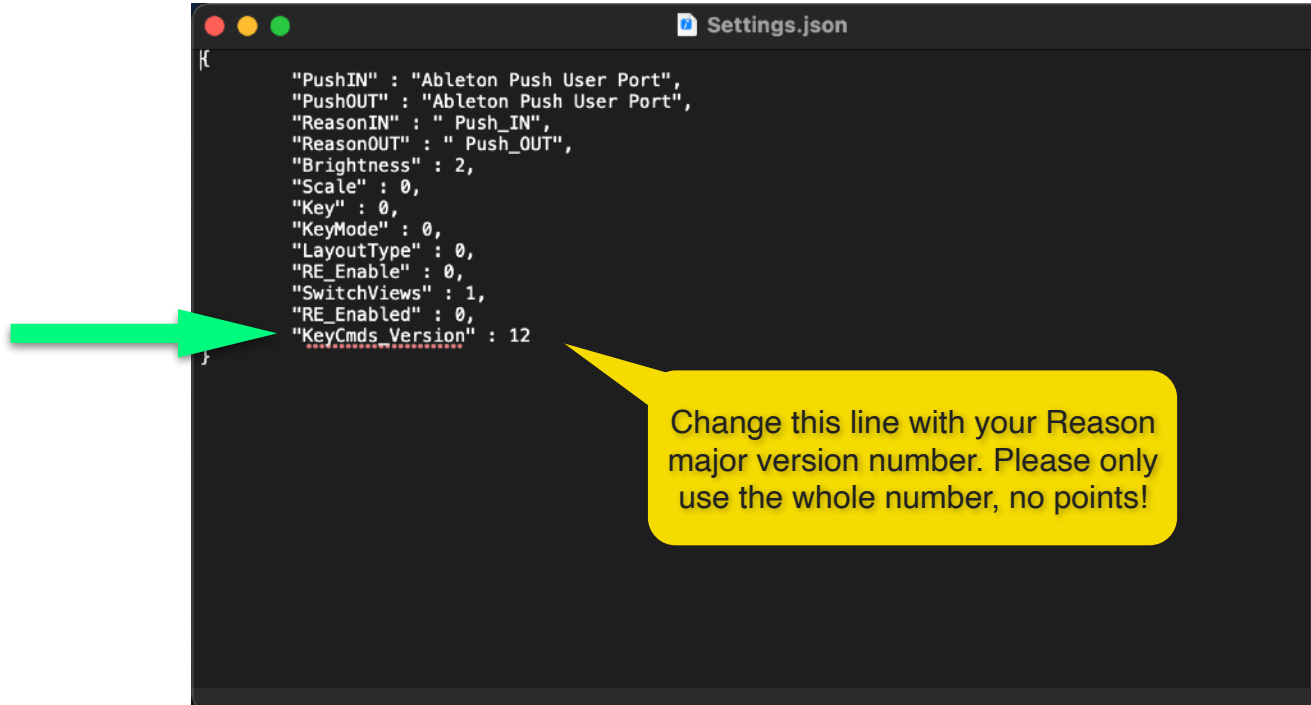 Settings.json
{
"PushIN" : "Ableton Push User Port",
"PushOUT" : "Ableton Push User Port",
"ReasonIN" : " Push_IN",
"ReasonOUT" : " Push_OUT",
"Brightness" : 2,
"Scale" : 0,
"Key" : 0,
"KeyMode" : 0,
"LayoutType" : 0,
"RE_Enable" : 0,
"SwitchViews" : 1,
"RE_Enabled" : 0,
"KeyCmds_Version" : 12
}
Change this line with your Reason
major version number. Please only
use the whole number, no points!